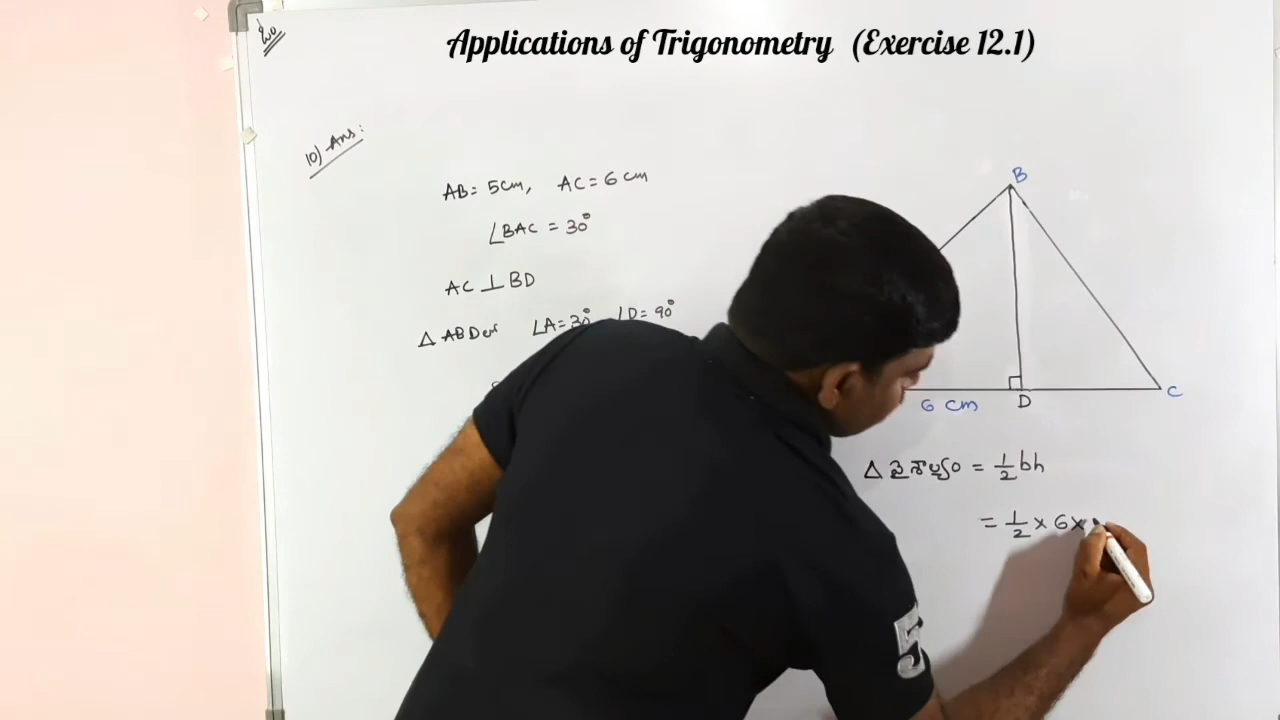 Applications of Trigonometry (Exercise 12.1)
10) Ans:
AB = 5cm, AC = 6 cm
∠BAC = 30°
AC ⊥ BD
∠A = 30° ∠D = 90°
B
6 cm D C
Δ వైశాల్యం = 1/2 bh
= 1/2 × 6 ×
5